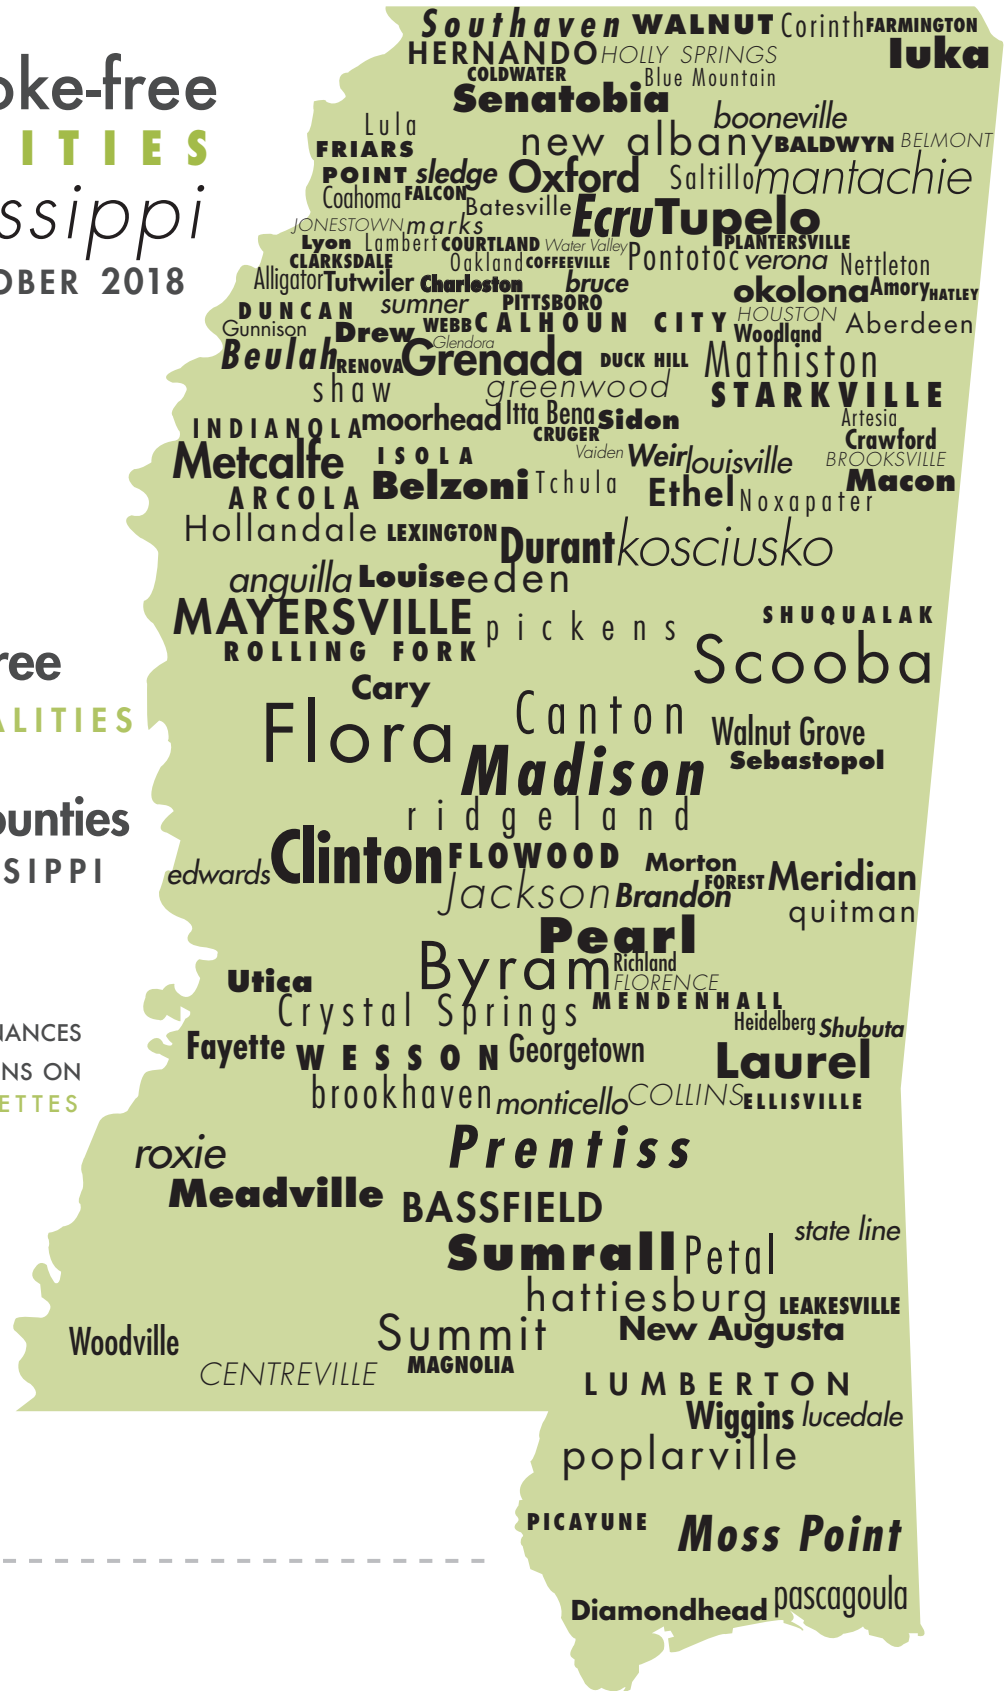 oke-free
ITIES
ssippi
OBER 2018
ree
ALITIES
ounties
SSIPPI
NANCES
NS ON
ETTES
Southaven WALNUT Corinth FARMINGTON
HERNANDO HOLLY SPRINGS Iuka
COLDWATER Blue Mountain
Senatobia
booneville
Lula new albany BALDWYN BELMONT
FRIARS
POINT sledge Oxford Saltillo mantachie
Coahoma FALCON Batesville Ecru Tupelo
JONESTOWN marks
Lyon Lambert COURTLAND Water Valley PLANTERSVILLE
CLARKSDALE Oakland COFFEEVILLE Pontotoc verona Nettleton
Alligator Tutwiler Charleston bruce okolona Amory HATLEY
DUNCAN sumner PITTSBORO HOUSTON
Gunnison Drew WEBB CALHOUN CITY Woodland Aberdeen
Glendora
Beulah RENOVA Grenada DUCK HILL Mathiston
shaw greenwood STARKVILLE
INDIANOLA moorhead Itta Bena Sidon Artesia
CRUGER Crawford
Metcalfe ISOLA Vaiden Weir louisville BROOKSVILLE
ARCOLA Belzoni Tchula Ethel Noxapater Macon
Hollandale LEXINGTON Durant kosciusko
anguilla Louise eden
MAYERSVILLE pickens SHUQUALAK
ROLLING FORK Scooba
Cary
Flora Canton Walnut Grove
Madison Sebastopol
ridgeland
edwards Clinton FLOWOOD Morton Meridian
Jackson Brandon FOREST
quitman
Pearl
Utica Byram Richland
FLORENCE
Crystal Springs MENDENHALL
Heidelberg Shubuta
Fayette WESSON Georgetown Laurel
brookhaven monticello COLLINS ELLISVILLE
roxie Prentiss
Meadville BASSFIELD
state line
Sumrall Petal
hattiesburg LEAKESVILLE
Woodville Summit New Augusta
CENTREVILLE MAGNOLIA
LUMBERTON
Wiggins lucedale
poplarville
PICAYUNE Moss Point
Diamondhead pascagoula